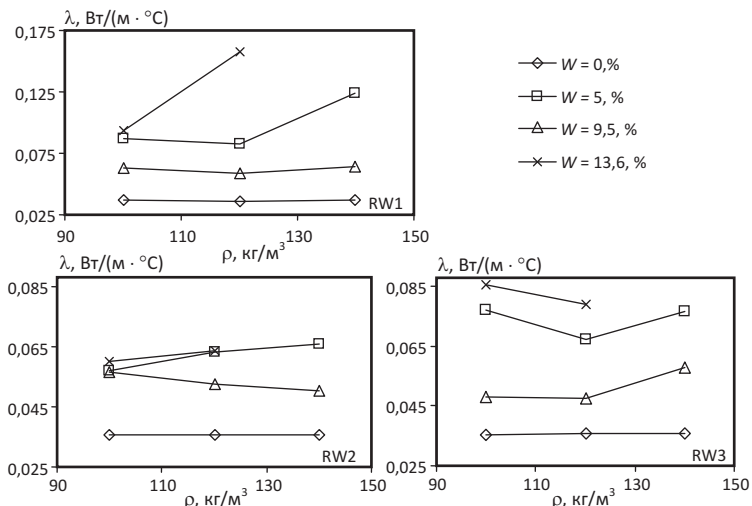 λ, Вт/(м · °C)
0,175
0,125
0,075
0,025
RW1
90 110 130 150
ρ, кг/м³
W = 0,%
W = 5, %
W = 9,5, %
W = 13,6, %
λ, Вт/(м · °C)
0,085
0,065
0,045
0,025
RW2
90 110 130 150
ρ, кг/м³
λ, Вт/(м · °C)
0,085
0,065
0,045
0,025
RW3
90 110 130 150
ρ, кг/м³